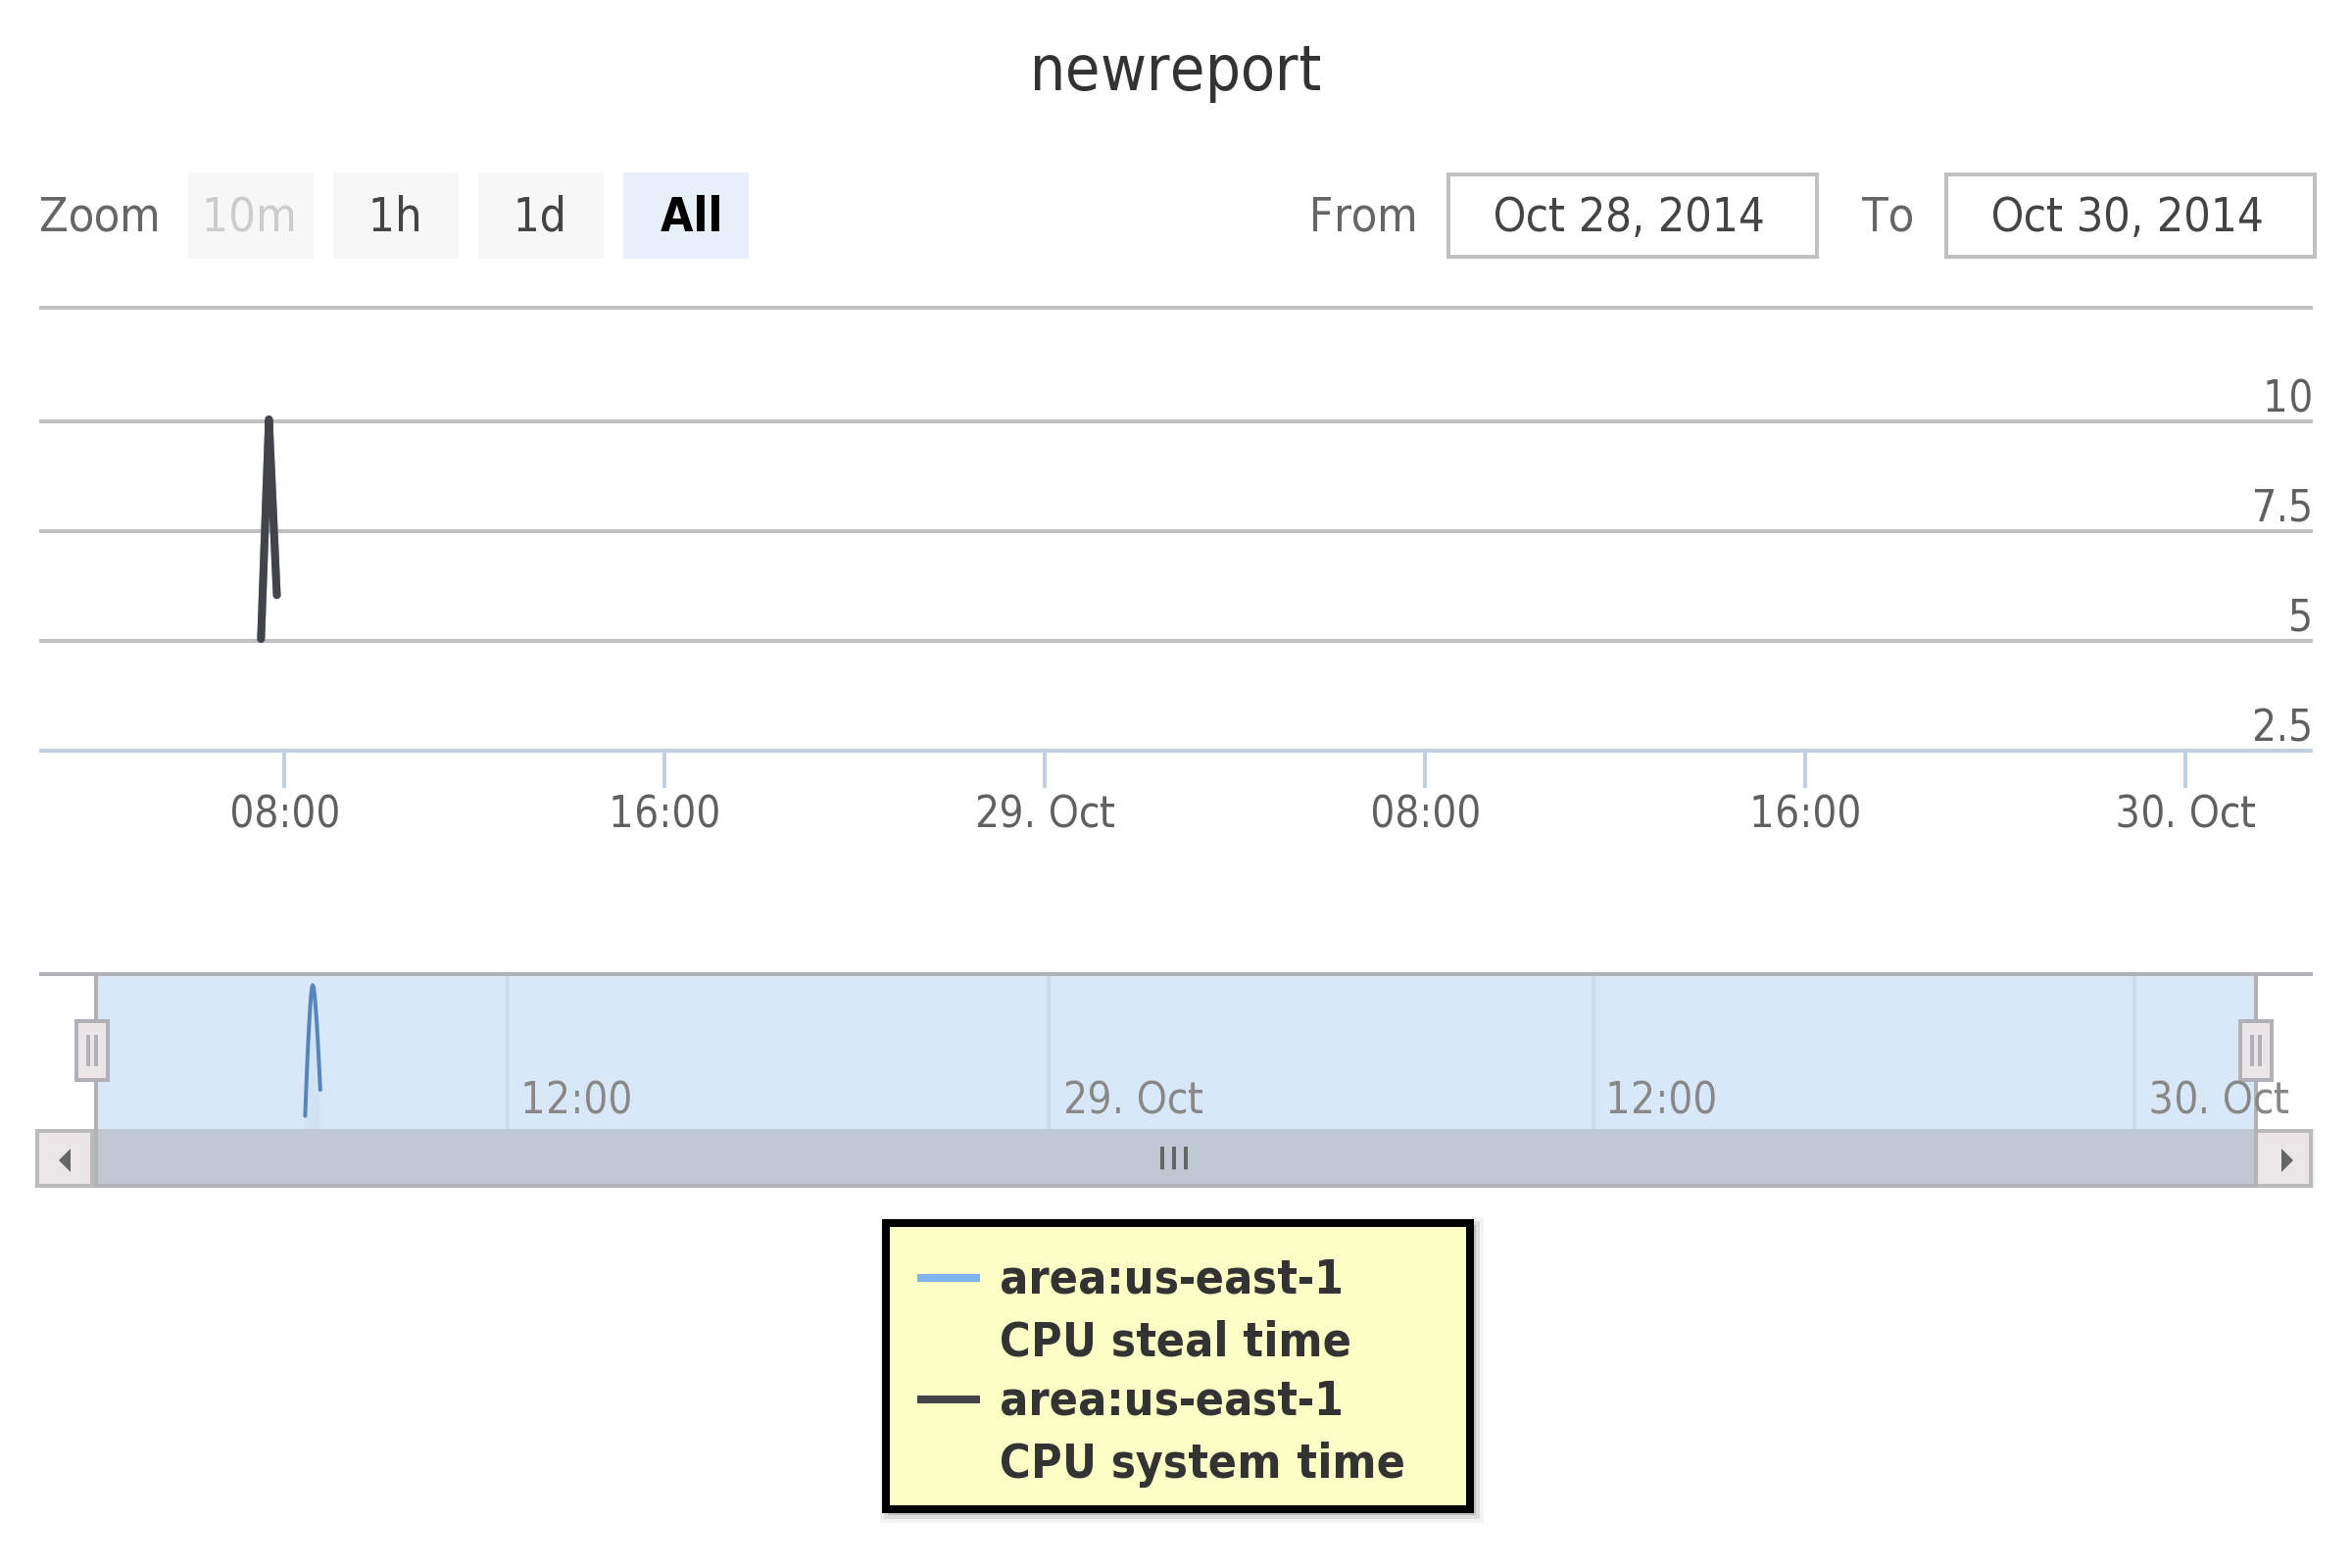 newreport
Zoom 10m 1h 1d All From Oct 28, 2014 To Oct 30, 2014
10
7.5
5
2.5
08:00 16:00 29. Oct 08:00 16:00 30. Oct
12:00 29. Oct 12:00 30. Oct
area:us-east-1
CPU steal time
area:us-east-1
CPU system time